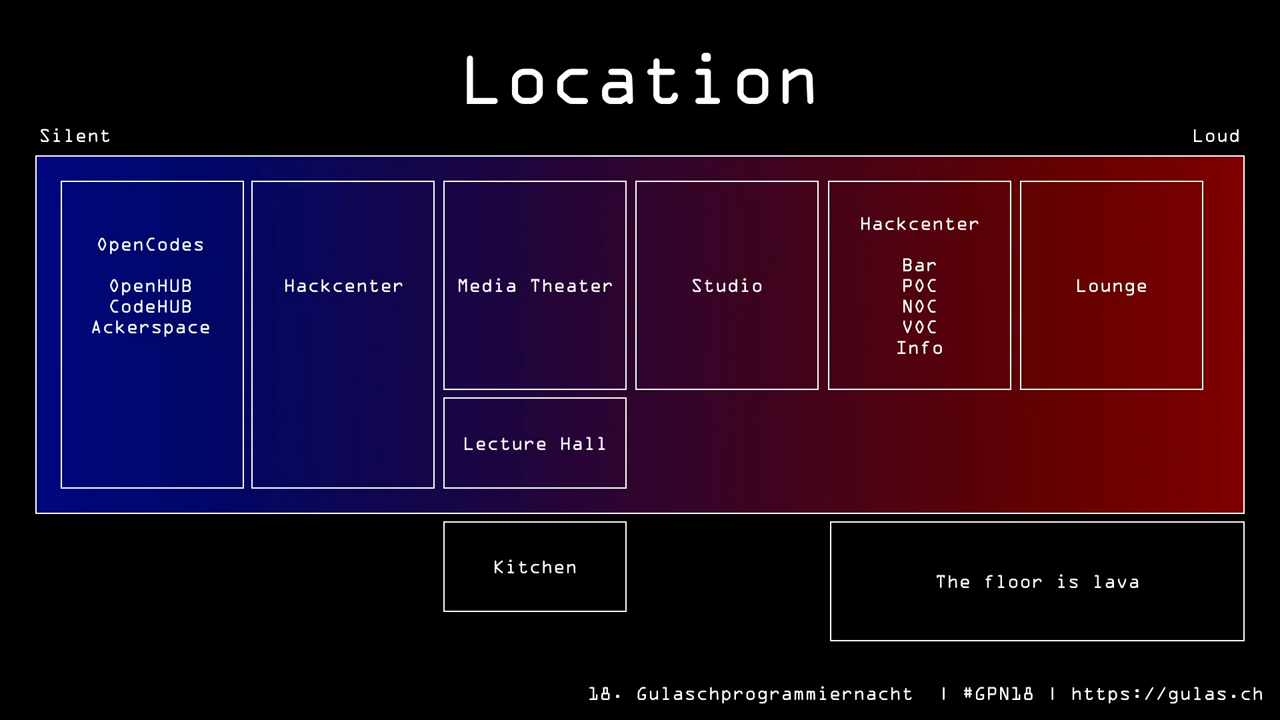 Location
Silent
Loud
OpenCodes
OpenHUB
CodeHUB
Ackerspace
Hackcenter
Media Theater
Studio
Hackcenter
Bar
POC
NOC
VOC
Info
Lounge
Lecture Hall
Kitchen
The floor is lava
18. Gulaschprogrammiernacht | #GPN18 | https://gulas.ch